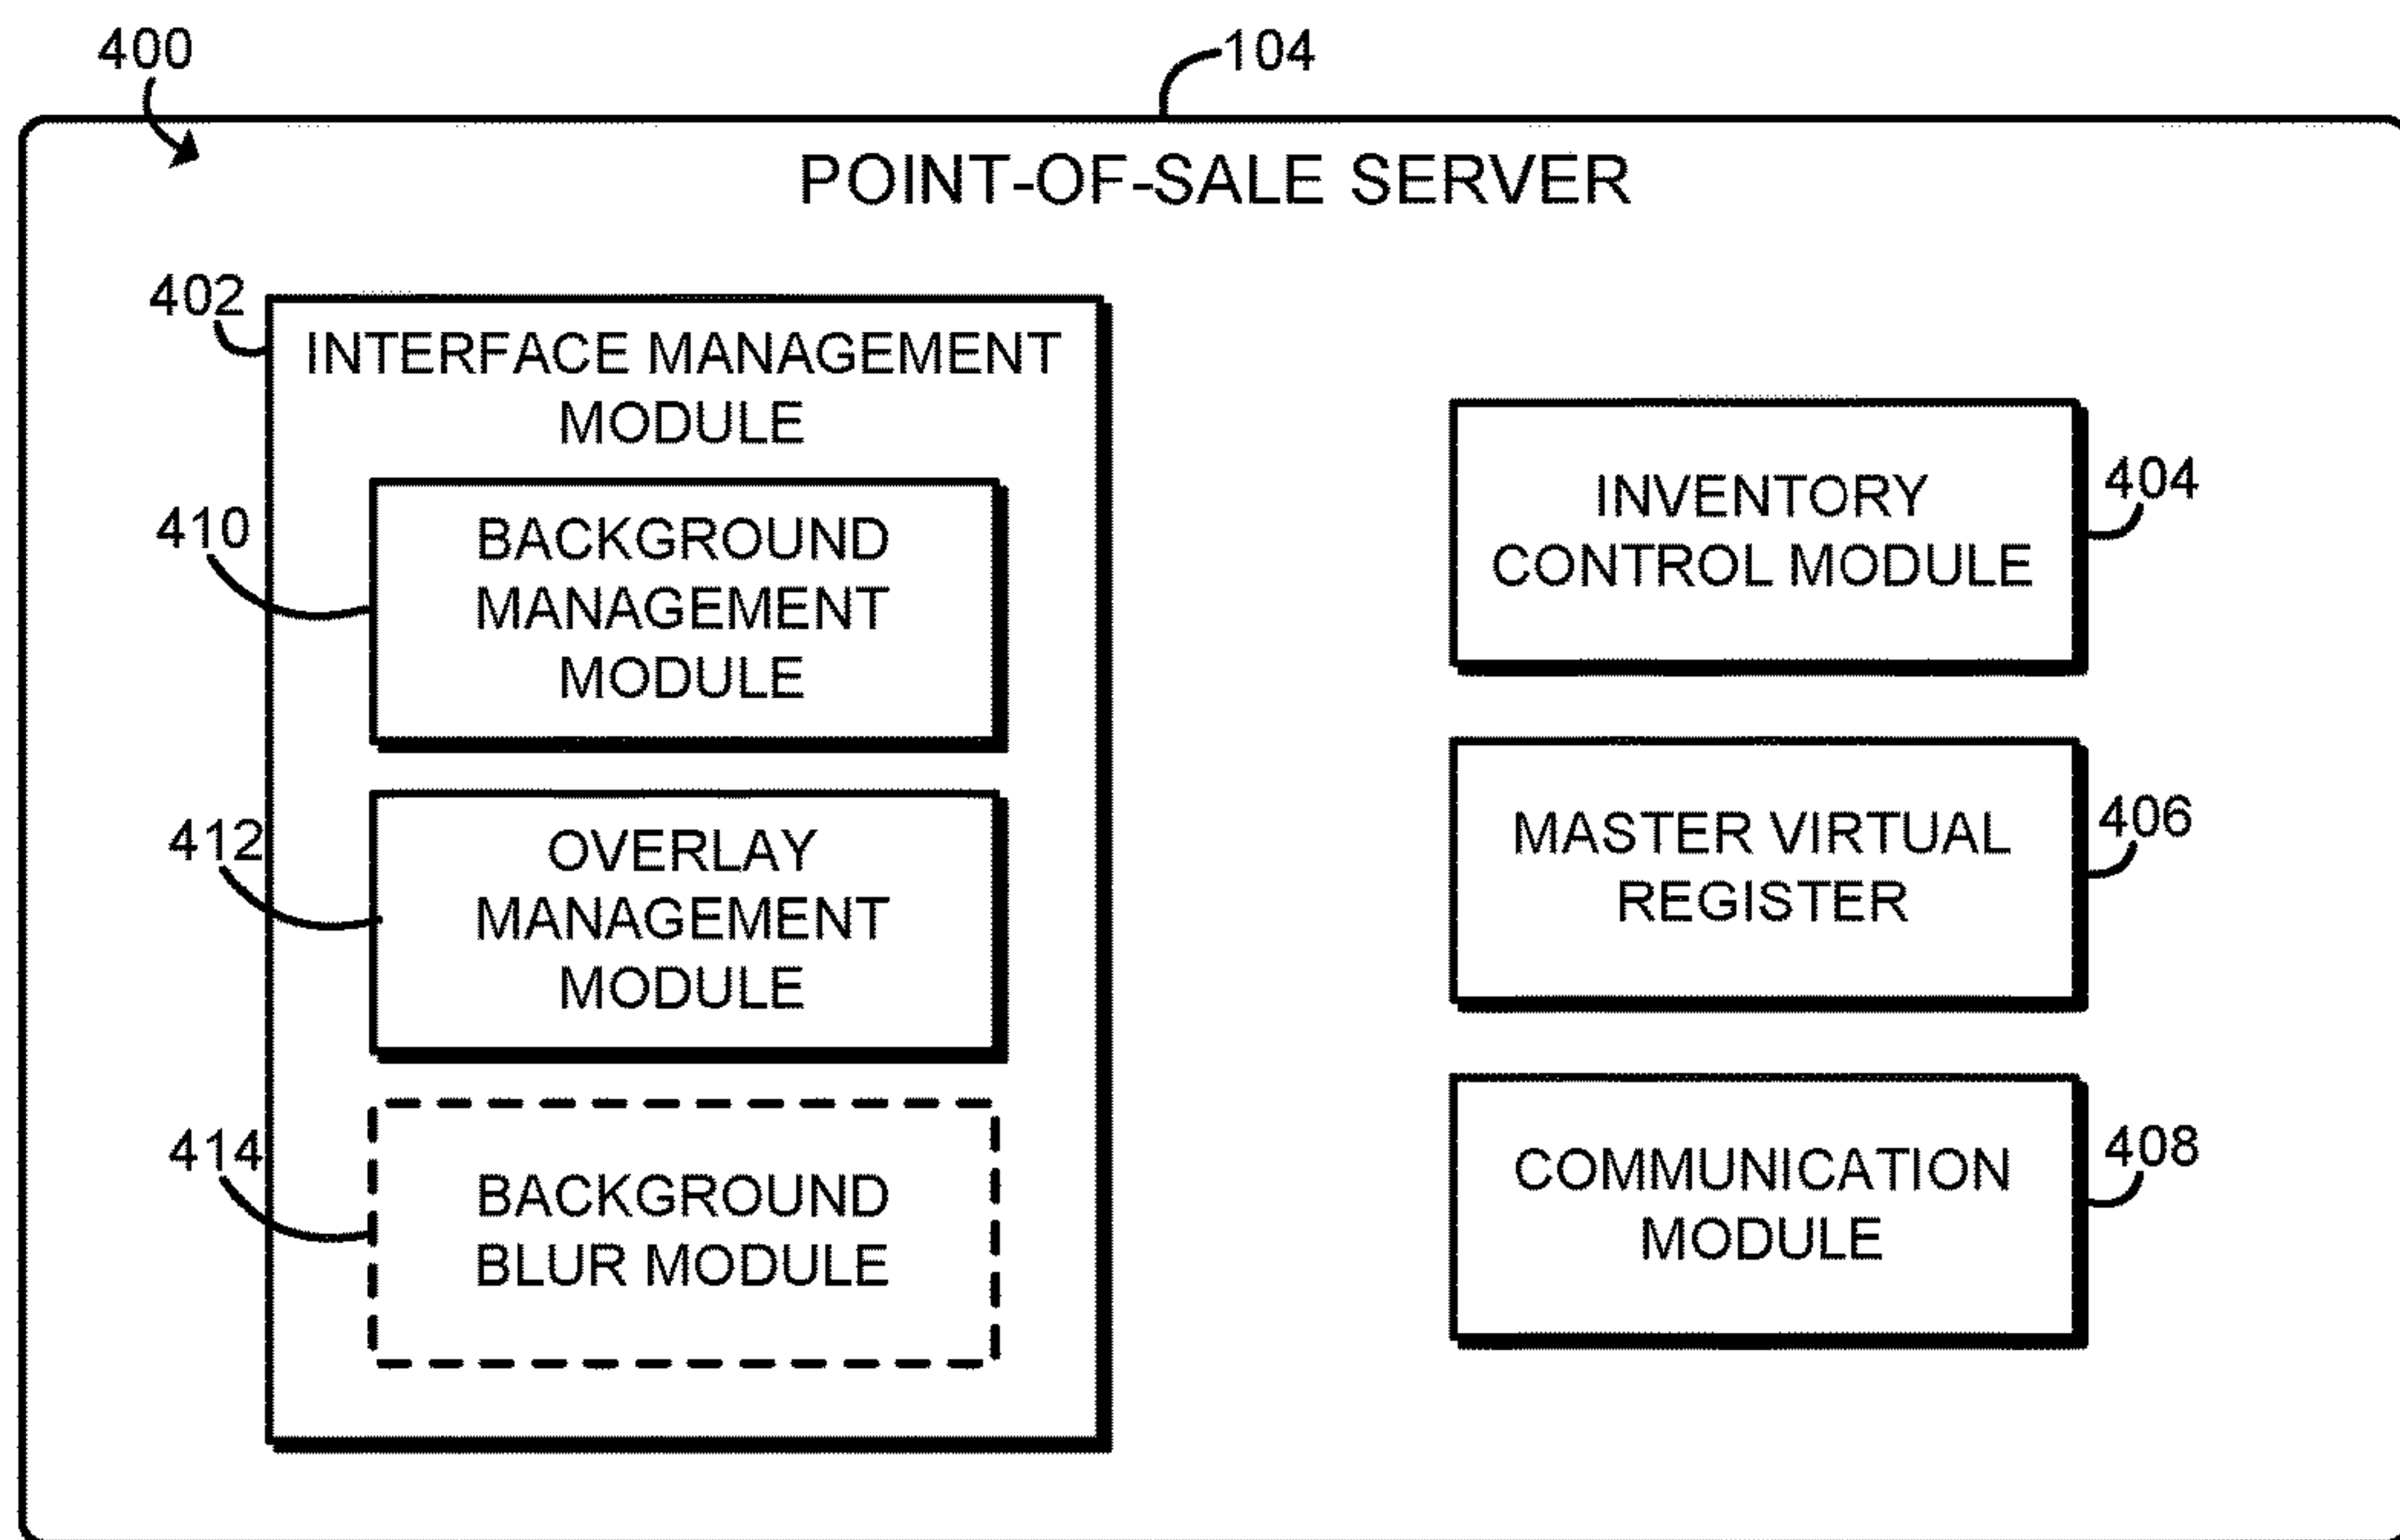 400
104
POINT-OF-SALE SERVER
402
INTERFACE MANAGEMENT
MODULE
410
BACKGROUND
MANAGEMENT
MODULE
412
OVERLAY
MANAGEMENT
MODULE
414
BACKGROUND
BLUR MODULE
INVENTORY
CONTROL MODULE
404
MASTER VIRTUAL
REGISTER
406
COMMUNICATION
MODULE
408